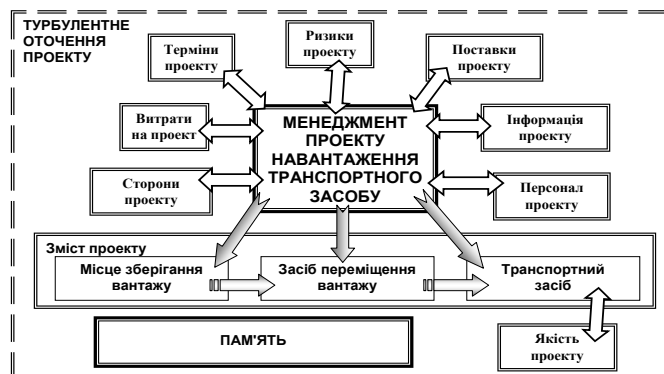 ТУРБУЛЕНТНЕ
ОТОЧЕННЯ
ПРОЕКТУ
Терміни
проекту
Ризики
проекту
Поставки
проекту
Витрати
на проект
МЕНЕДЖМЕНТ
ПРОЕКТУ
НАВАНТАЖЕННЯ
ТРАНСПОРТНОГО
ЗАСОБУ
Інформація
проекту
Сторони
проекту
Персонал
проекту
Зміст проекту
Місце зберігання
вантажу
Засіб переміщення
вантажу
Транспортний
засіб
ПАМ'ЯТЬ
Якість
проекту